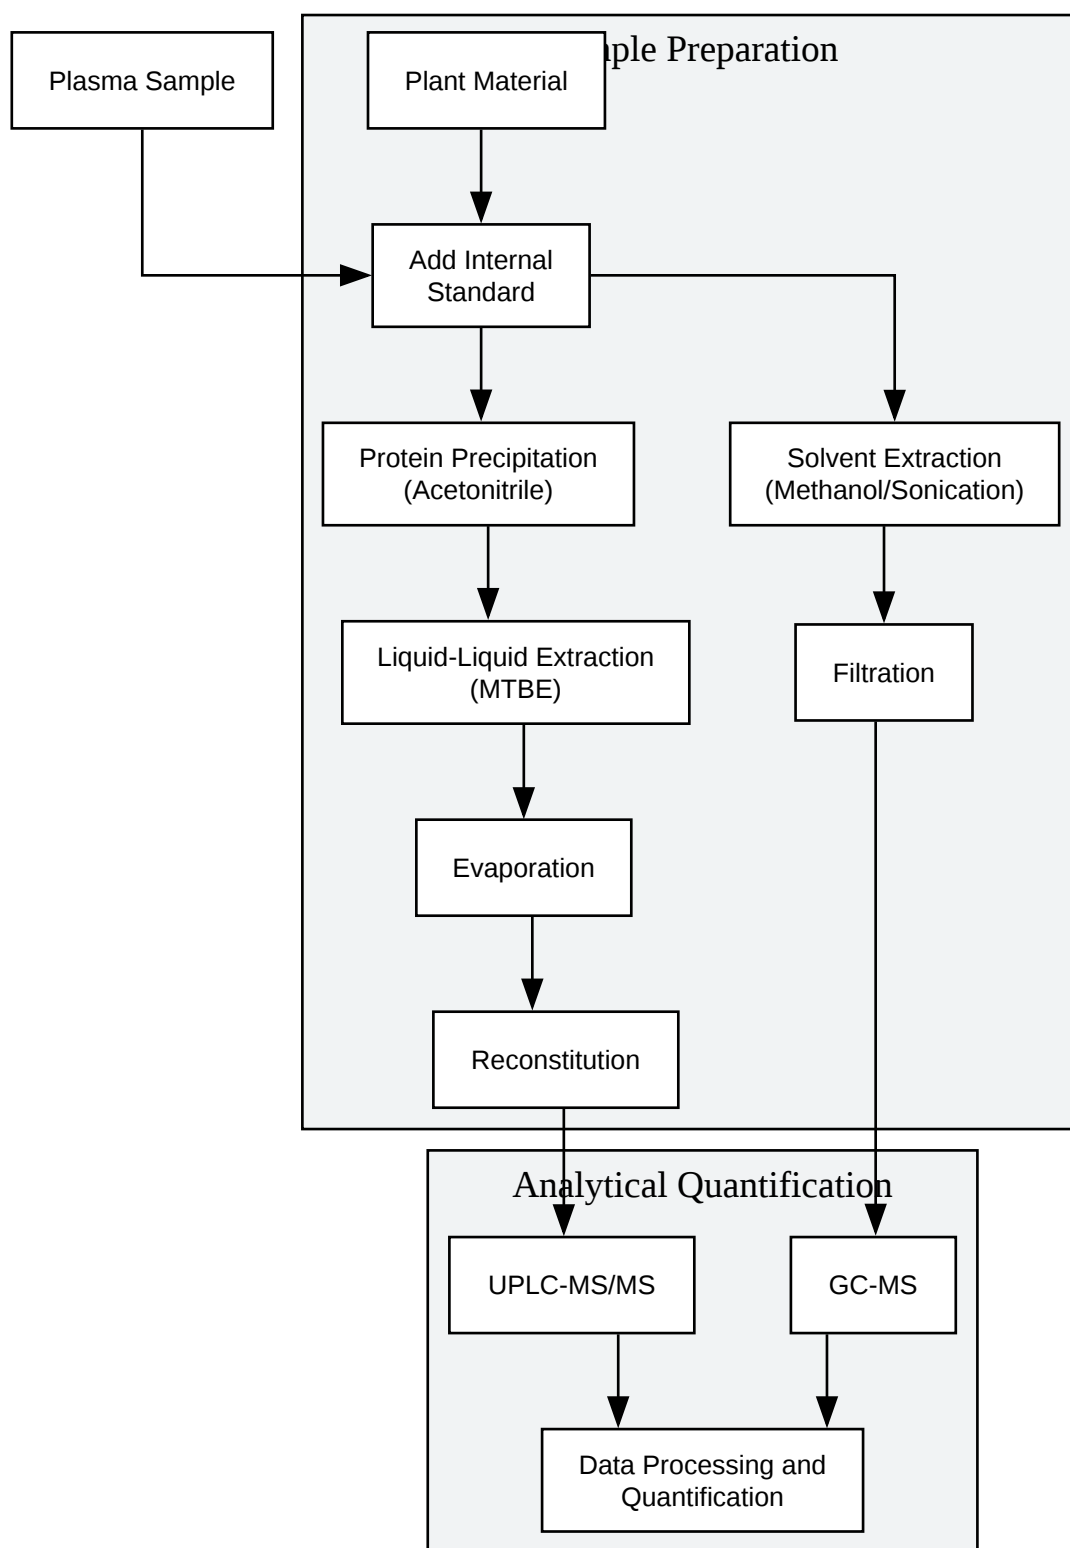 Plasma Sample
Plant Material
Preparation
Add Internal
Standard
Protein Precipitation
(Acetonitrile)
Solvent Extraction
(Methanol/Sonication)
Liquid-Liquid Extraction
(MTBE)
Filtration
Evaporation
Reconstitution
Analytical Quantification
UPLC-MS/MS
GC-MS
Data Processing and
Quantification